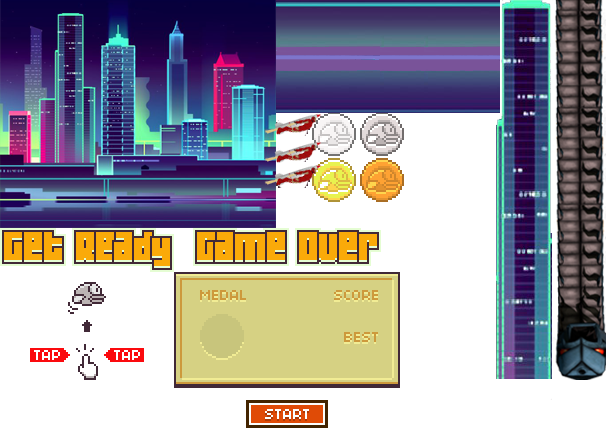 Get Ready
Game Over
MEDAL
SCORE
BEST
TAP
TAP
START